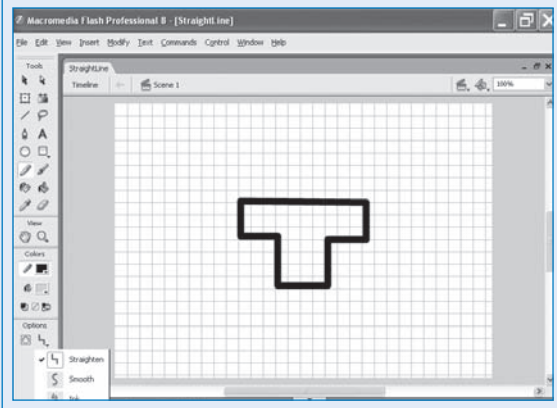 Macromedia Flash Professional 8 - [StraightLine]
File Edit View Insert Modify Text Commands Control Window Help
Tools
StraightLine
Timeline Scene 1 100%
A
View
Colors
Options
Straighten
Smooth
Ink